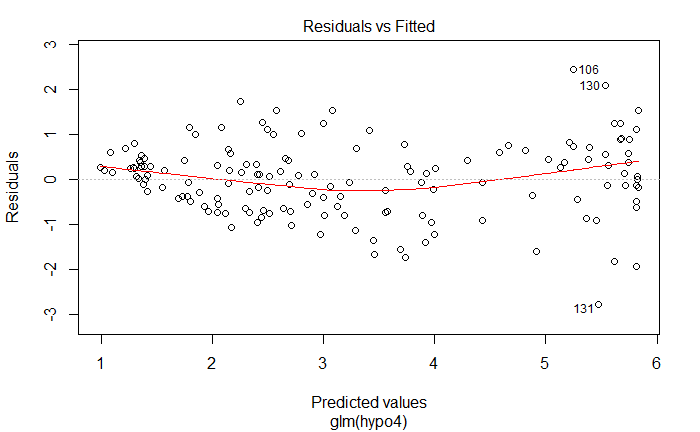 Residuals vs Fitted
Residuals
3
2
1
0
-1
-2
-3
106
130
131
1 2 3 4 5 6
Predicted values
glm(hypo4)